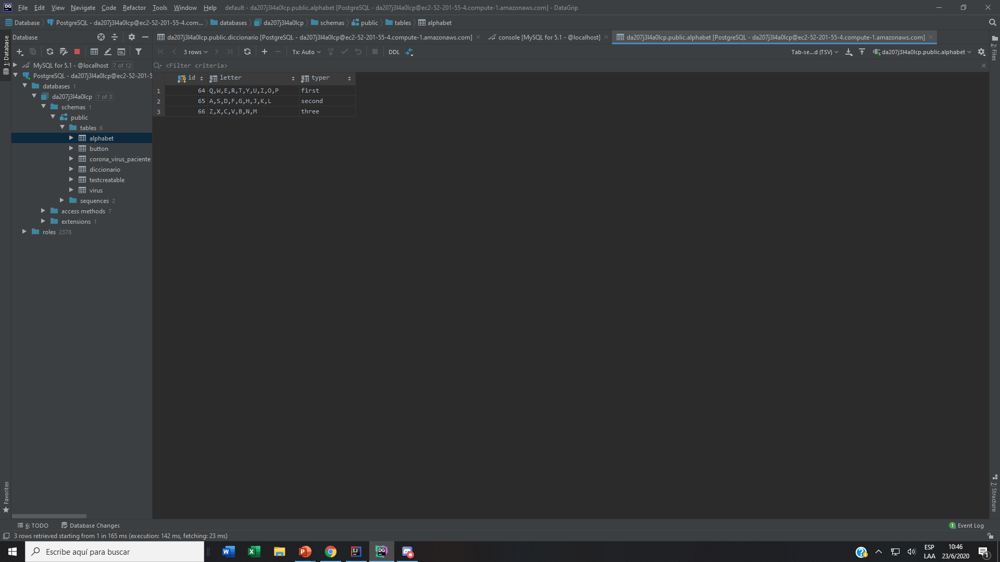 DG File Edit View Navigate Code Refactor Tools Window Help default - da207j3l4a0lcp.public.alphabet [PostgreSQL - da207j3l4a0lcp@ec2-52-201-55-4.compute-1.amazonaws.com] - DataGrip
Database PostgreSQL - da207j3l4a0lcp@ec2-52-201-55-4.com... databases da207j3l4a0lcp schemas public tables alphabet
Database da207j3l4a0lcp.public.diccionario [PostgreSQL - da207j3l4a0lcp@ec2-52-201-55-4.compute-1.amazonaws.com] console [MySQL for 5.1 - @localhost] da207j3l4a0lcp.public.alphabet [PostgreSQL - da207j3l4a0lcp@ec2-52-201-55-4.compute-1.amazonaws.com]
1: Database
2: Files
QL 3 rows Tx: Auto DB DDL Tab-se...d (TSV) da207j3l4a0lcp.public.alphabet
MySQL for 5.1 - @localhost 7 of 12 <Filter criteria>
PostgreSQL - da207j3l4a0lcp@ec2-52-201-5
databases 1
da207j3l4a0lcp 1 of 3
schemas 1
public
tables 6
alphabet
button
corona_virus_paciente
diccionario
testcreatable
virus
sequences 2
access methods 7
extensions 1
roles 2378
id letter typer
1 64 Q,W,E,R,T,Y,U,I,O,P first
2 65 A,S,D,F,G,H,J,K,L second
3 66 Z,X,C,V,B,N,M three
Favorites
7: Structure
6: TODO Database Changes 1 Event Log
3 rows retrieved starting from 1 in 165 ms (execution: 142 ms, fetching: 23 ms)
Escribe aquí para buscar W X P IJ DG ESP 10:46
LAA 23/6/2020 1